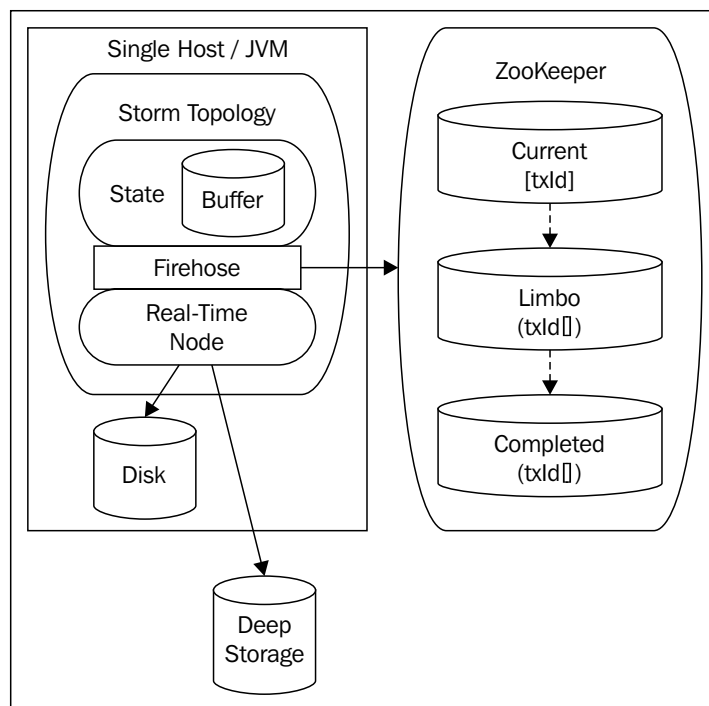 Single Host / JVM
Storm Topology
State
Buffer
Firehose
Real-Time
Node
Disk
Deep
Storage
ZooKeeper
Current
[txId]
Limbo
(txId[])
Completed
(txId[])